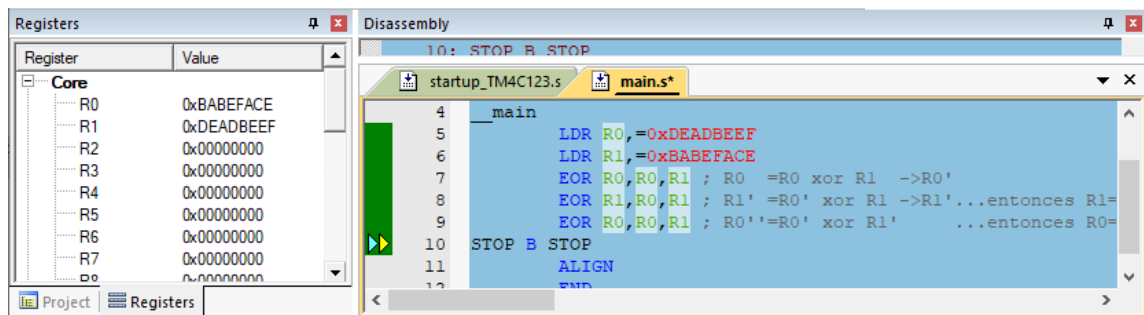 Registers
Register Value
Core
R0 0xBABEFACE
R1 0xDEADBEEF
R2 0x00000000
R3 0x00000000
R4 0x00000000
R5 0x00000000
R6 0x00000000
R7 0x00000000
R8 0x00000000
Project Registers
Disassembly
10: STOP B STOP
startup_TM4C123.s main.s*
4 __main
5 LDR R0,=0xDEADBEEF
6 LDR R1,=0xBABEFACE
7 EOR R0,R0,R1 ; R0 =R0 xor R1 ->R0'
8 EOR R1,R0,R1 ; R1' =R0' xor R1 ->R1'...entonces R1=
9 EOR R0,R0,R1 ; R0''=R0' xor R1' ...entonces R0=
10 STOP B STOP
11 ALIGN
12 END